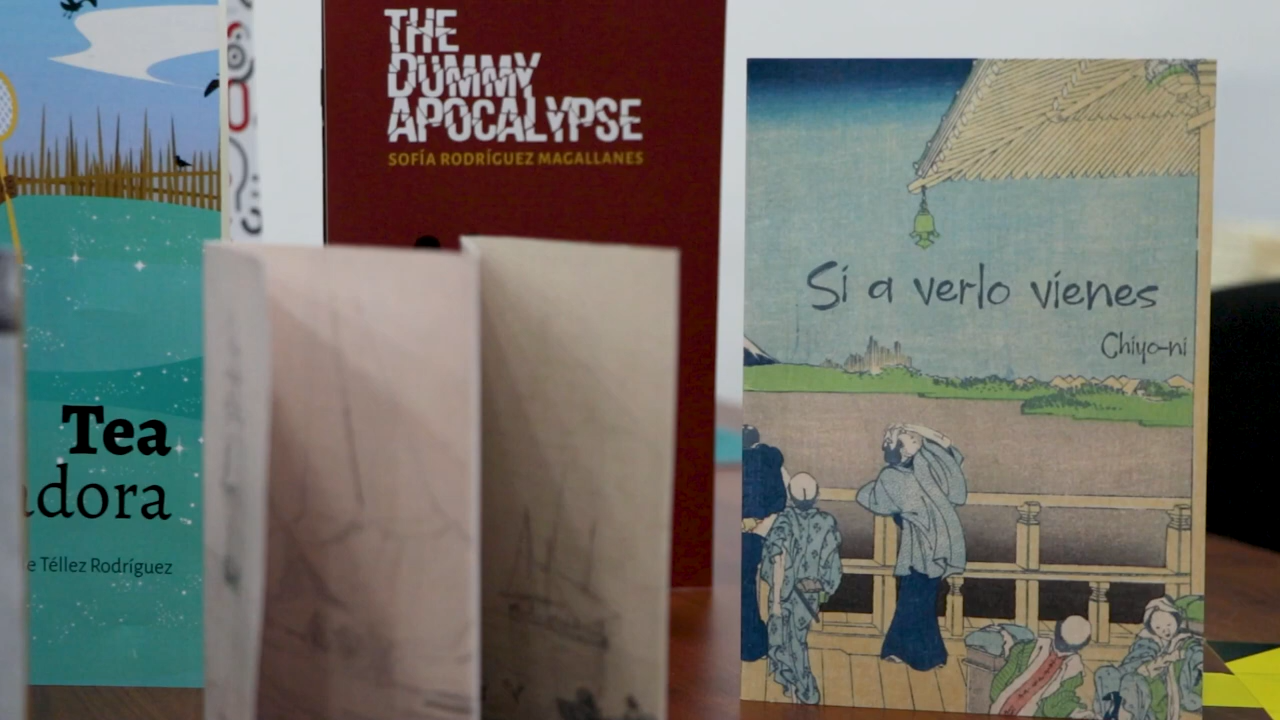 THE
DUMMY
APOCALYPSE
SOFÍA RODRÍGUEZ MAGALLANES
Si a verlo vienes
Chiyo-ni
Tea
adora
e Téllez Rodríguez